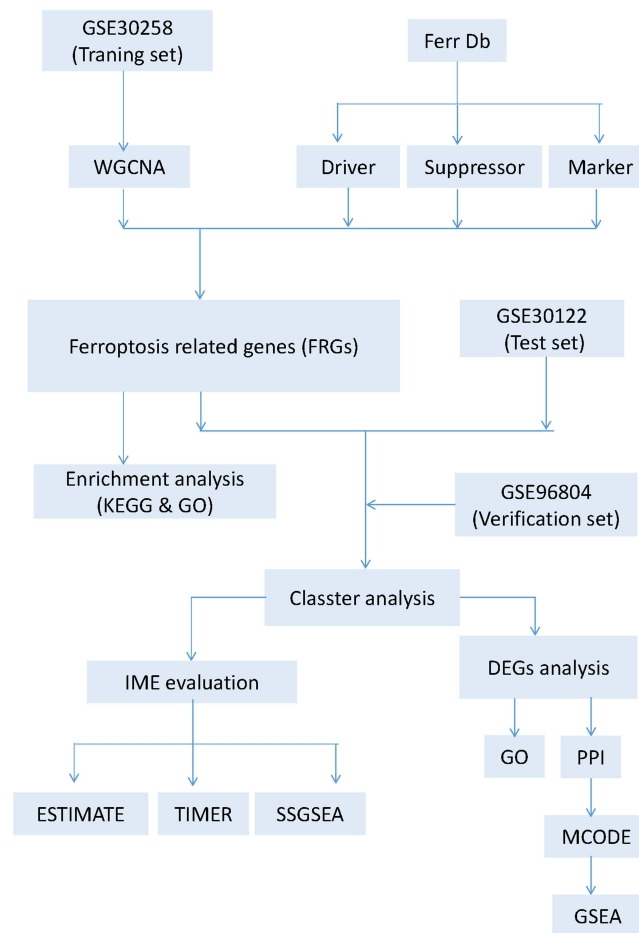 GSE30258
(Traning set)
Ferr Db
WGCNA
Driver
Suppressor
Marker
Ferroptosis related genes (FRGs)
GSE30122
(Test set)
Enrichment analysis
(KEGG & GO)
GSE96804
(Verification set)
Classter analysis
IME evaluation
DEGs analysis
GO
PPI
ESTIMATE
TIMER
SSGSEA
MCODE
GSEA